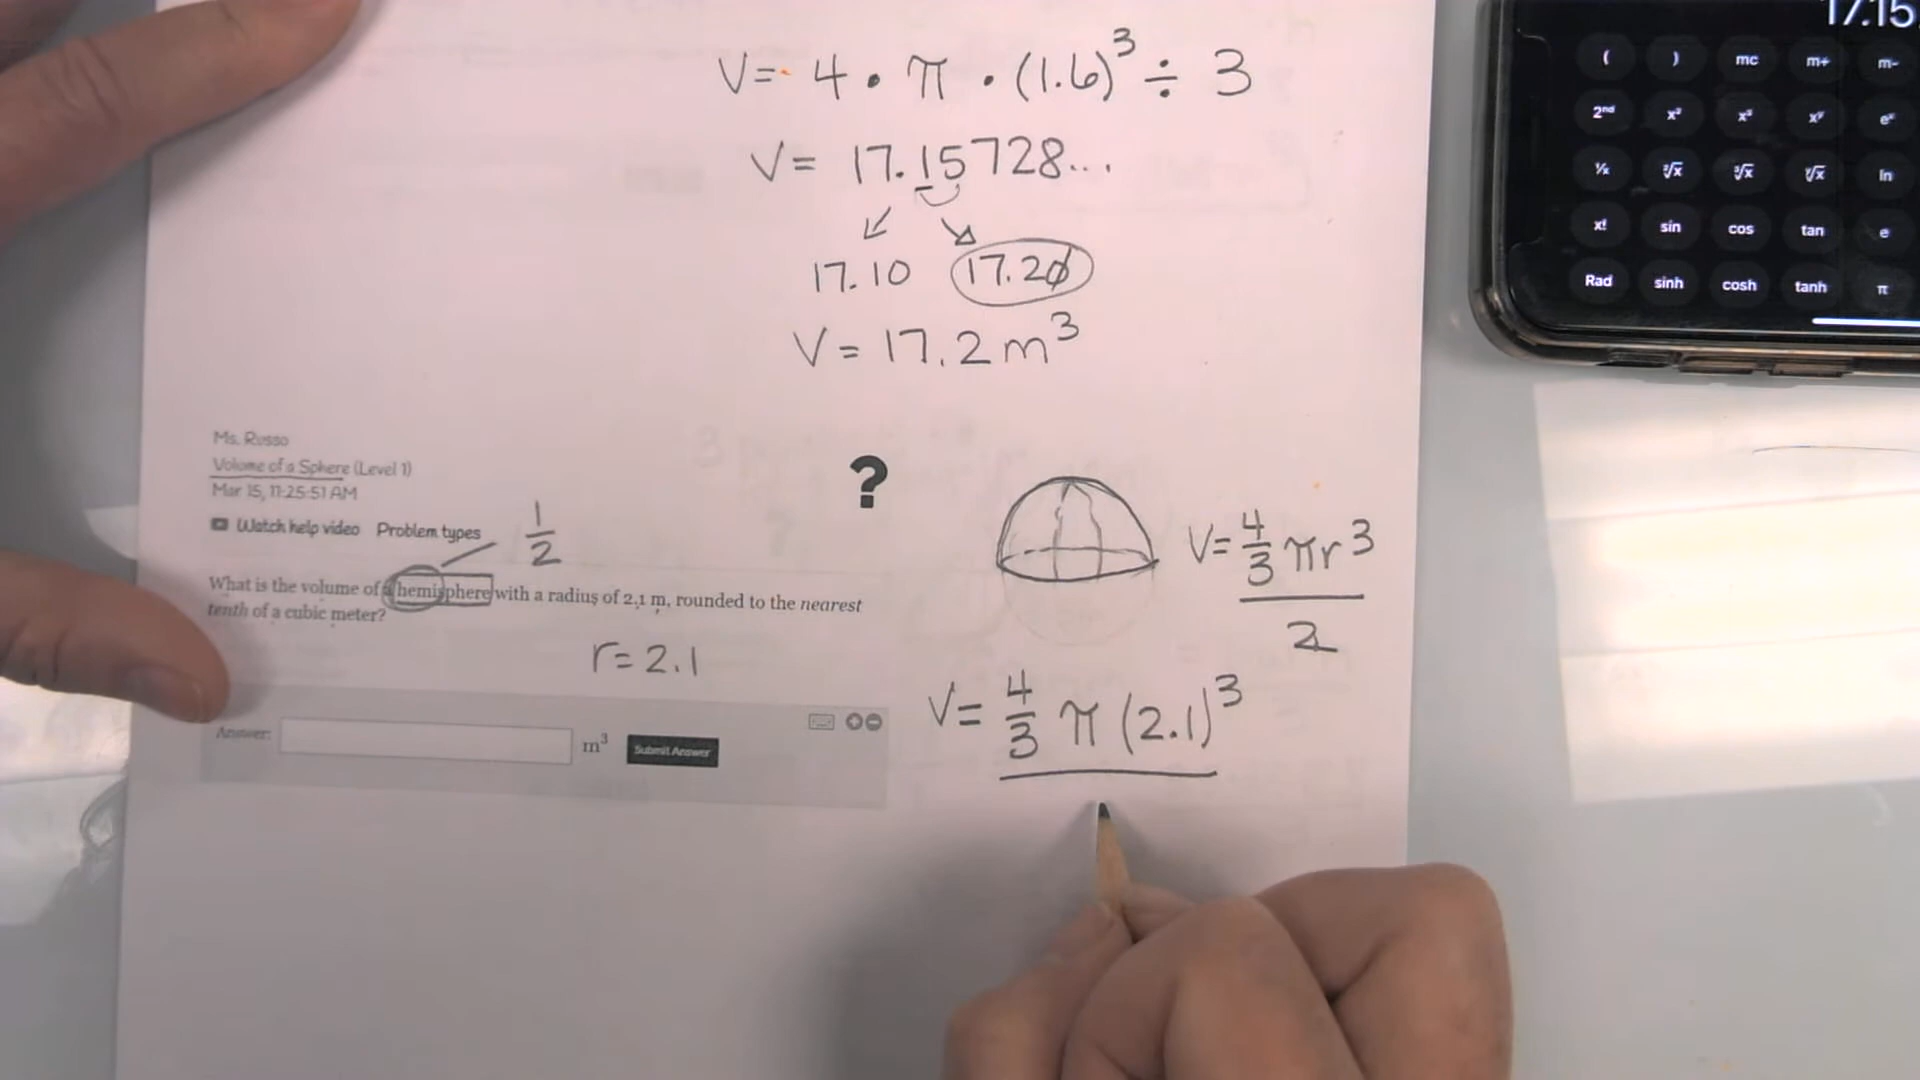 V = 4 • π • (1.6)³ ÷ 3
V = 17.15728...
17.10 17.20
V = 17.2 m³
Ms. Russo
Volume of a Sphere (Level 1)
Mar 15, 11:25:51 AM
Watch help video Problem types
1/2
?
What is the volume of a hemisphere with a radius of 2.1 m, rounded to the nearest
tenth of a cubic meter?
r = 2.1
Answer:
m³
Submit Answer
V = 4/3 πr³
2
V = 4/3 π (2.1)³
17.15
( ) mc m+ m-
2ⁿᵈ x² x³ xʸ eˣ
¹/x ²√x ³√x ʸ√x ln
x! sin cos tan e
Rad sinh cosh tanh π